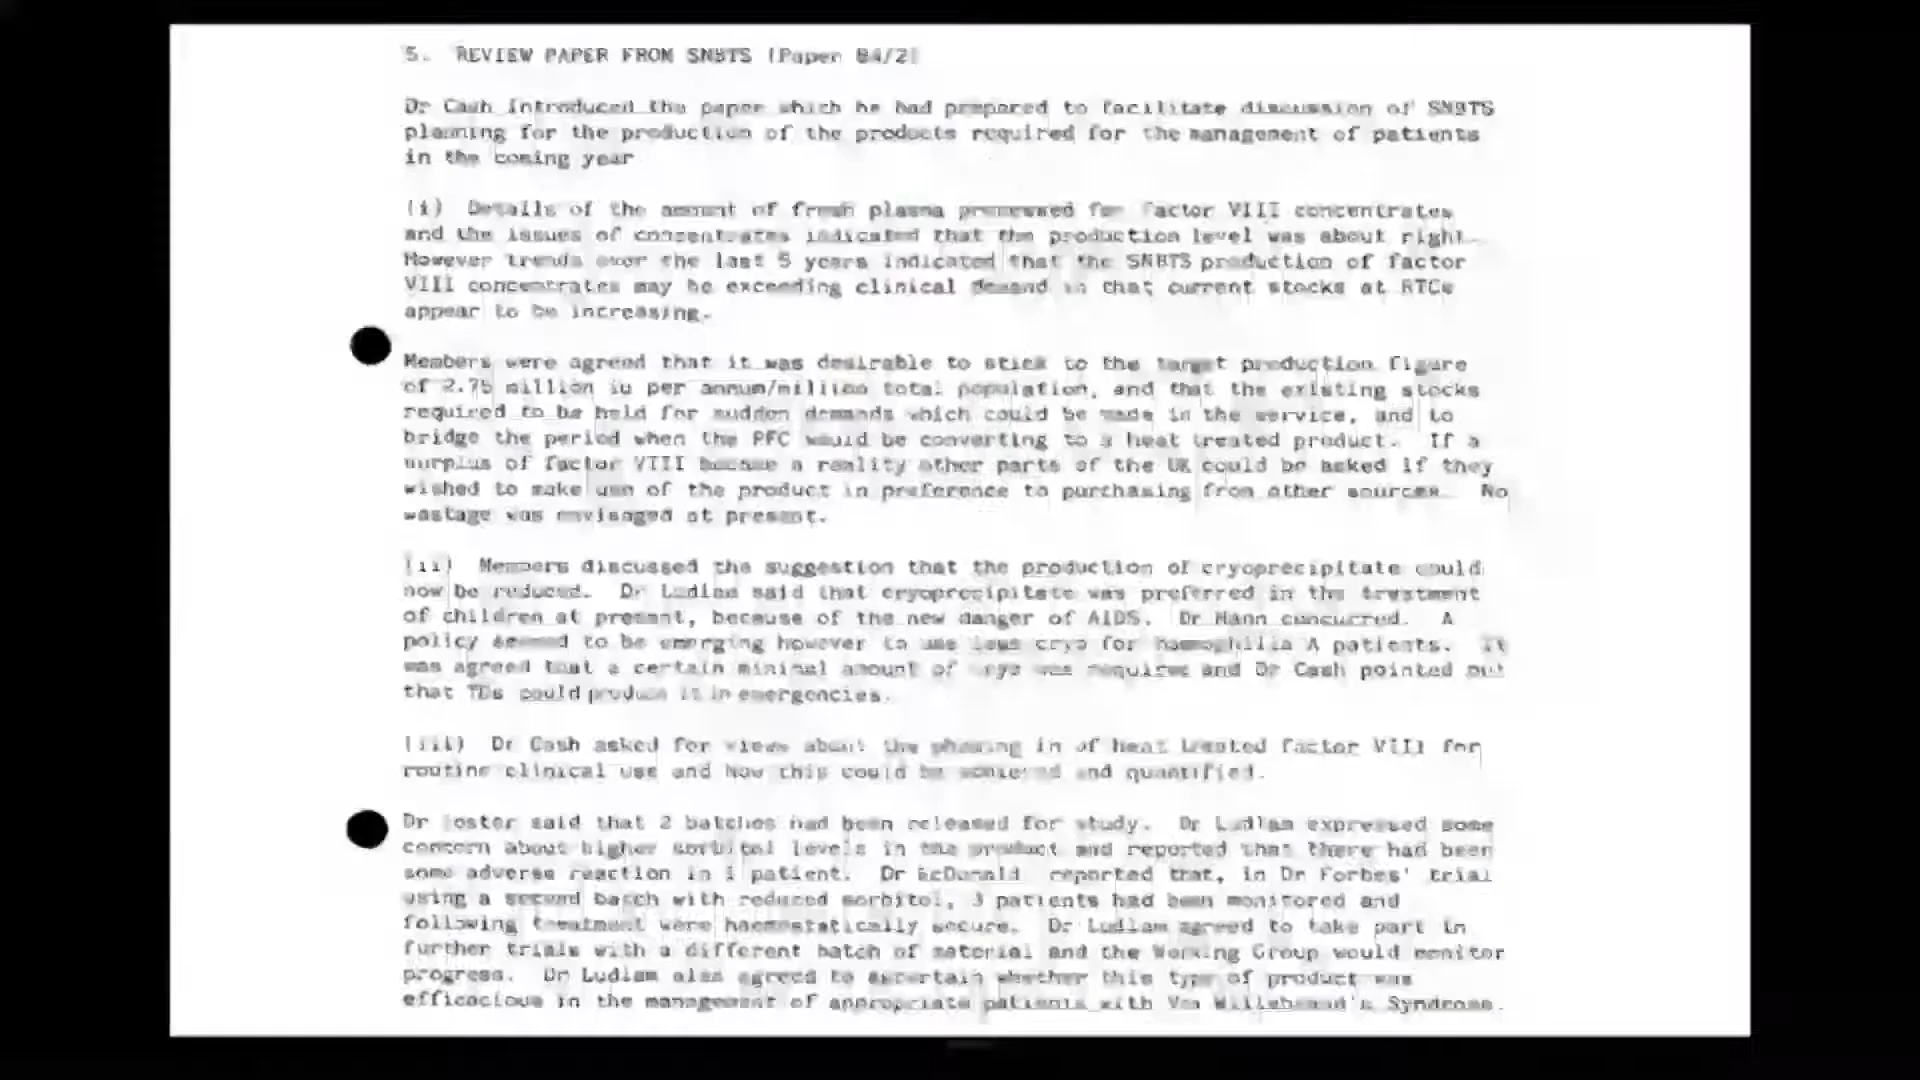 5. REVIEW PAPER FROM SNBTS (Paper 84/2)
Dr Cash introduced the paper which he had prepared to facilitate discussion of SNBTS
planning for the production of the products required for the management of patients
in the coming year
(i) Details of the amount of fresh plasma processed for factor VIII concentrates
and the issues of concentrates indicated that the production level was about right.
However trends over the last 5 years indicated that the SNBTS production of factor
VIII concentrates may be exceeding clinical demand in that current stocks at RTCs
appear to be increasing.
Members were agreed that it was desirable to stick to the target production figure
of 2.75 million iu per annum/million total population, and that the existing stocks
required to be held for sudden demands which could be made in the service, and to
bridge the period when the PFC would be converting to a heat treated product. If a
surplus of factor VIII became a reality other parts of the UK could be asked if they
wished to make use of the product in preference to purchasing from other sources. No
wastage was envisaged at present.
(ii) Members discussed the suggestion that the production of cryoprecipitate could
now be reduced. Dr Ludlam said that cryoprecipitate was preferred in the treatment
of children at present, because of the new danger of AIDS. Dr Hann concurred. A
policy seemed to be emerging however to use less cryo for haemophilia A patients. It
was agreed that a certain minimal amount of cryo was required and Dr Cash pointed out
that TDs could produce it in emergencies.
(iii) Dr Cash asked for views about the phasing in of heat treated factor VIII for
routine clinical use and how this could be achieved and quantified.
Dr Foster said that 2 batches had been released for study. Dr Ludlam expressed some
concern about higher sorbitol levels in the product and reported that there had been
some adverse reaction in 1 patient. Dr McDonald reported that, in Dr Forbes' trial
using a second batch with reduced sorbitol, 3 patients had been monitored and
following treatment were haemostatically secure. Dr Ludlam agreed to take part in
further trials with a different batch of material and the Working Group would monitor
progress. Dr Ludlam also agreed to ascertain whether this type of product was
efficacious in the management of appropriate patients with Von Willebrand's Syndrome.